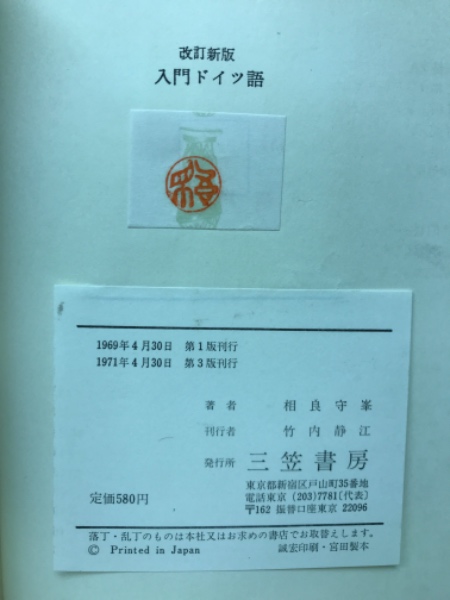 改訂新版
入門ドイツ語
1969年4月30日 第1版刊行
1971年4月30日 第3版刊行
著者 相良守峯
刊行者 竹内静江
発行所 三笠書房
東京都新宿区戸山町35番地
電話東京 (203)7781〔代表〕
〒162 振替口座東京 22096
定価580円
落丁・乱丁のものは本社又はお求めの書店でお取替えします。
© Printed in Japan 誠宏印刷・宮田製本